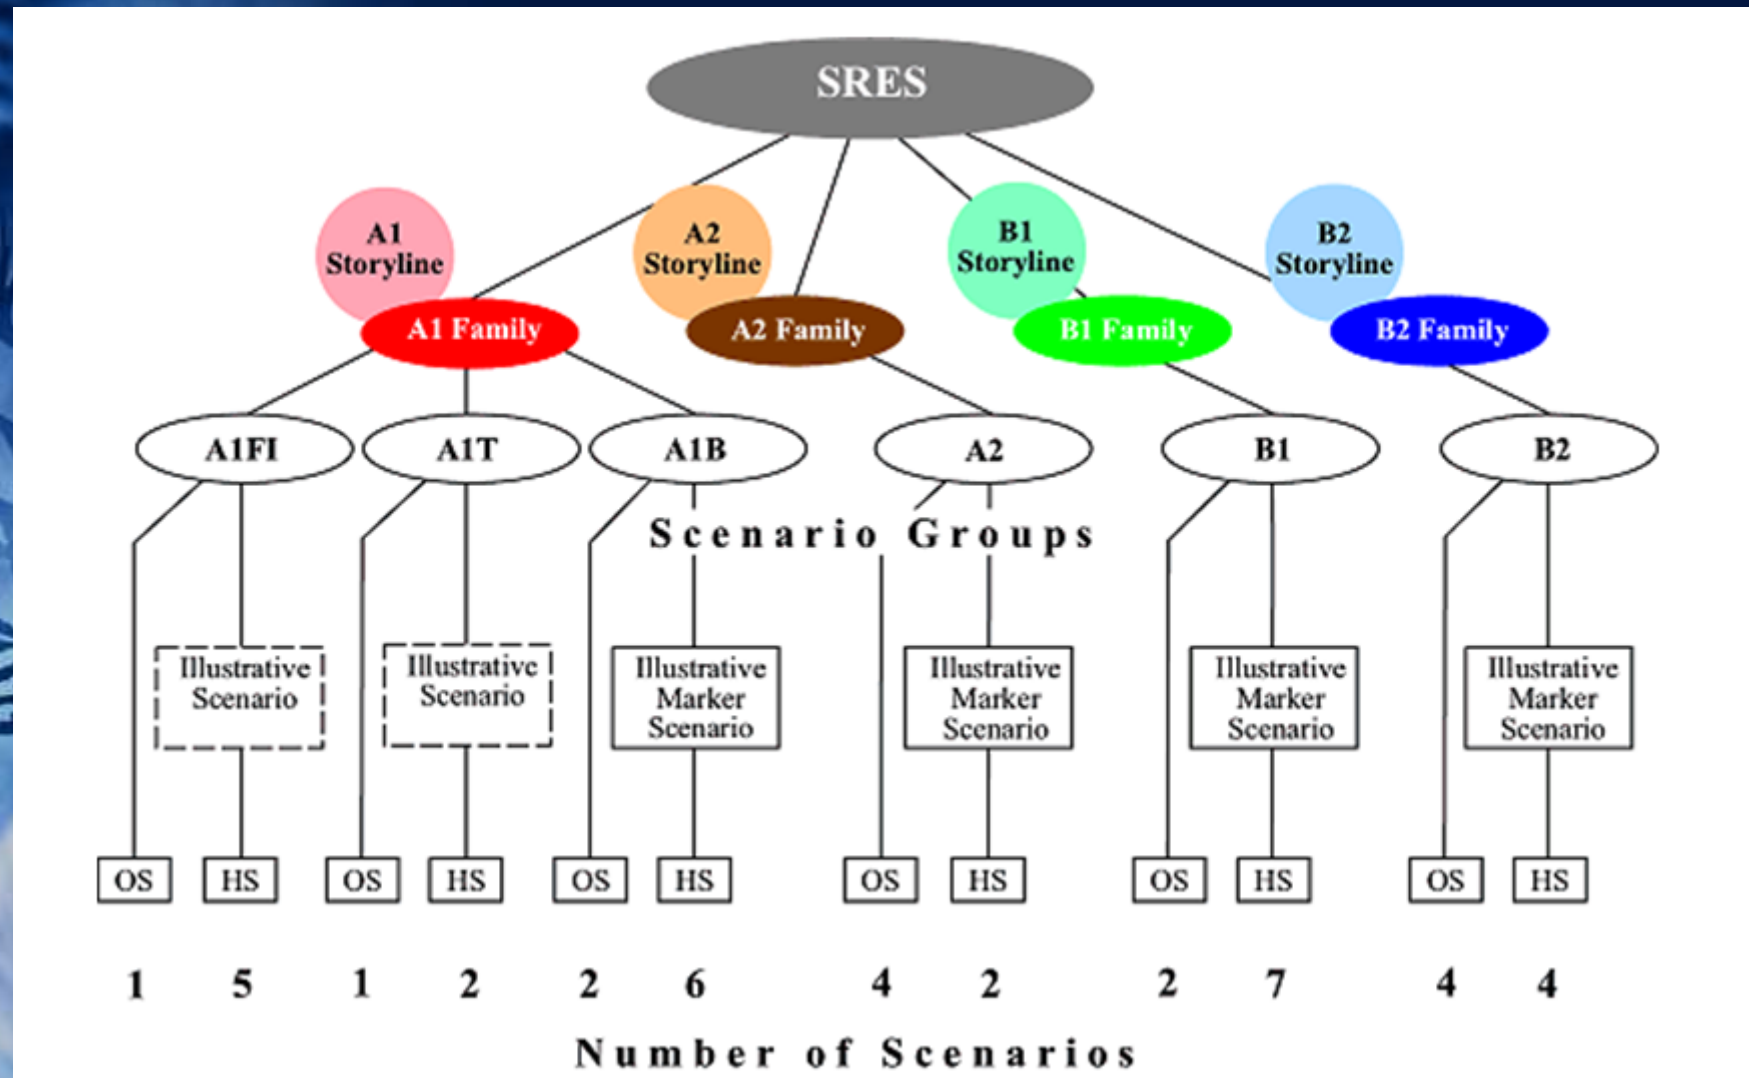 SRES
A1
Storyline
A2
Storyline
B1
Storyline
B2
Storyline
A1 Family
A2 Family
B1 Family
B2 Family
A1FI
A1T
A1B
A2
B1
B2
Scenario Groups
Illustrative
Scenario
Illustrative
Scenario
Illustrative
Marker
Scenario
Illustrative
Marker
Scenario
Illustrative
Marker
Scenario
Illustrative
Marker
Scenario
OS HS OS HS OS HS OS HS OS HS OS HS
1 5 1 2 2 6 4 2 2 7 4 4
Number of Scenarios